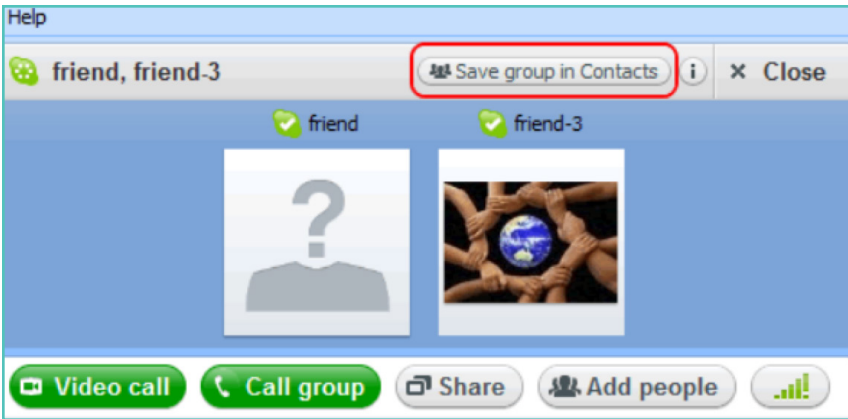 Help
friend, friend-3
Save group in Contacts
i
× Close
friend
friend-3
?
Video call
Call group
Share
Add people